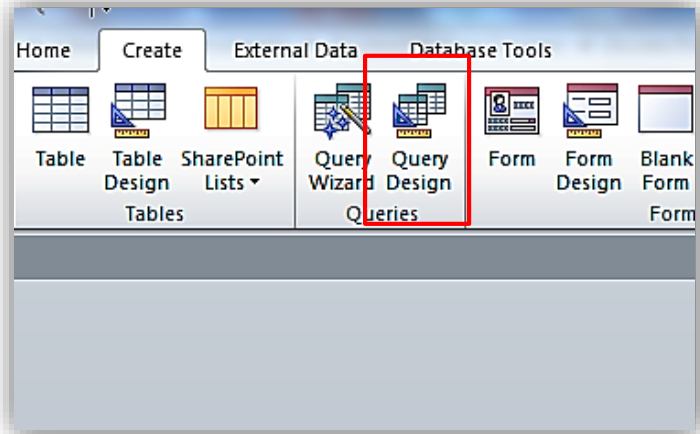 Home Create External Data Database Tools
Table Table Design SharePoint Lists Query Wizard Query Design Form Form Design Blank Form
Tables Queries Form